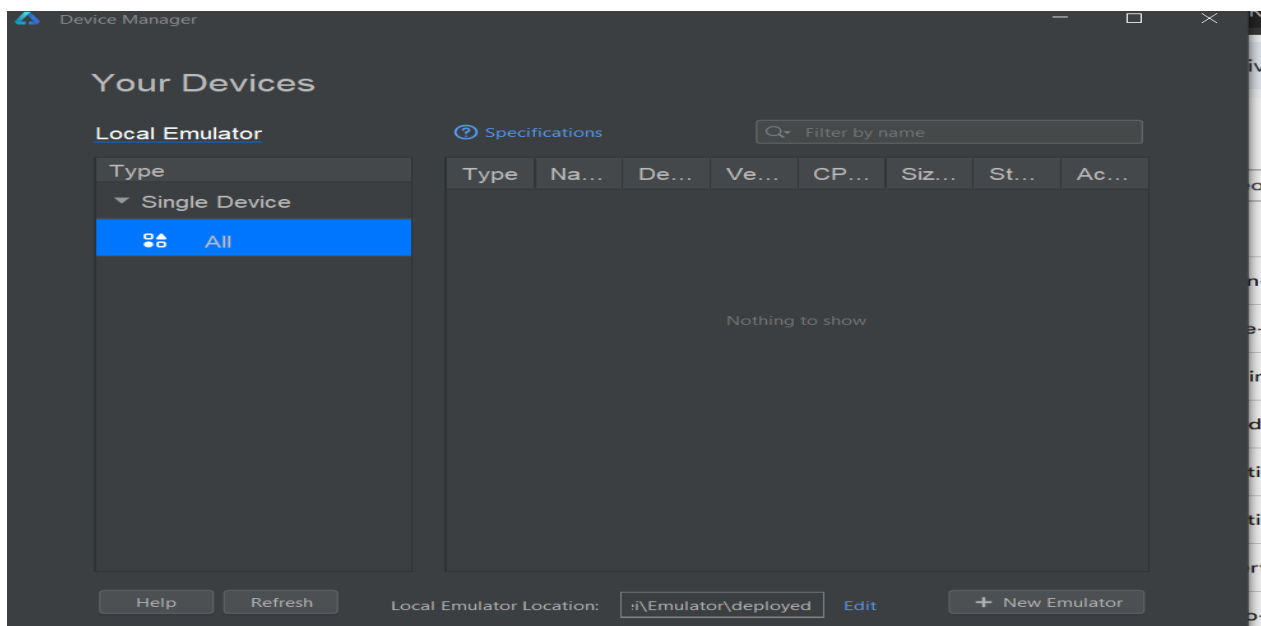 Device Manager
Your Devices
Local Emulator
Specifications
Filter by name
Type
Single Device
All
Type Na... De... Ve... CP... Siz... St... Ac...
Nothing to show
Help Refresh Local Emulator Location: i\Emulator\deployed Edit + New Emulator